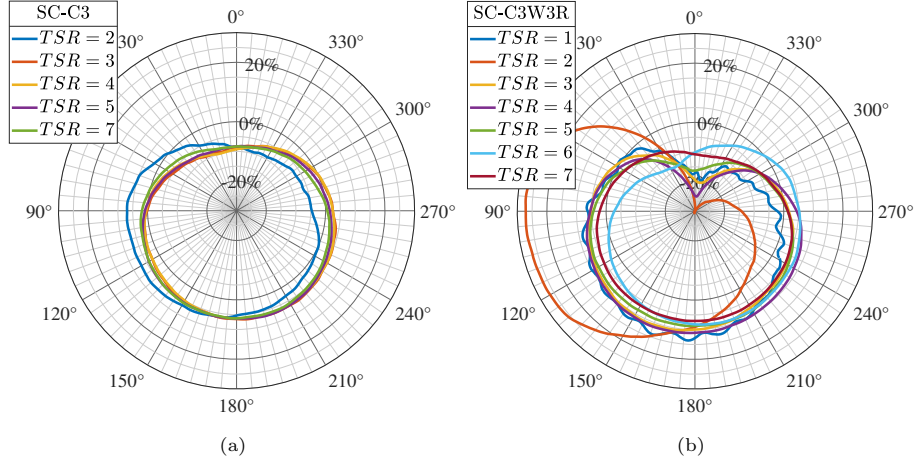 SC-C3
TSR = 2
TSR = 3
TSR = 4
TSR = 5
TSR = 7
0°
30°
90°
120°
150°
180°
210°
240°
270°
300°
330°
20%
0%
-20%
(a)
SC-C3W3R
TSR = 1
TSR = 2
TSR = 3
TSR = 4
TSR = 5
TSR = 6
TSR = 7
0°
30°
90°
120°
150°
180°
210°
240°
270°
300°
330°
20%
0%
-20%
(b)